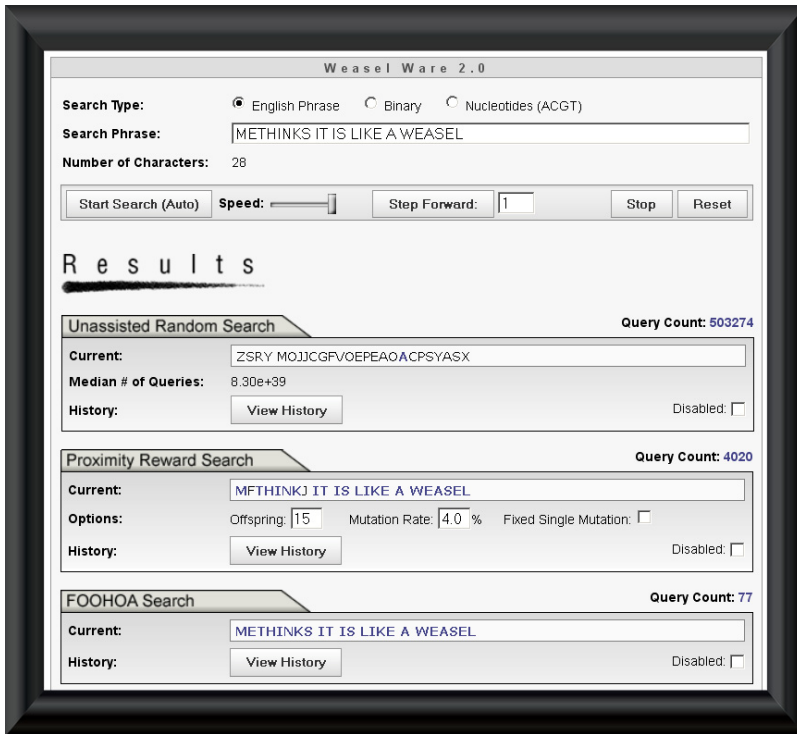 Weasel Ware 2.0
Search Type: English Phrase Binary Nucleotides (ACGT)
Search Phrase: METHINKS IT IS LIKE A WEASEL
Number of Characters: 28
Start Search (Auto) Speed: Step Forward: 1 Stop Reset
Results
Unassisted Random Search Query Count: 503274
Current: ZSRY MOJJCGFVOEPEAOACPSYASX
Median # of Queries: 8.30e+39
History: View History Disabled:
Proximity Reward Search Query Count: 4020
Current: MFTHINKJ IT IS LIKE A WEASEL
Options: Offspring: 15 Mutation Rate: 4.0 % Fixed Single Mutation:
History: View History Disabled:
FOOHOA Search Query Count: 77
Current: METHINKS IT IS LIKE A WEASEL
History: View History Disabled: